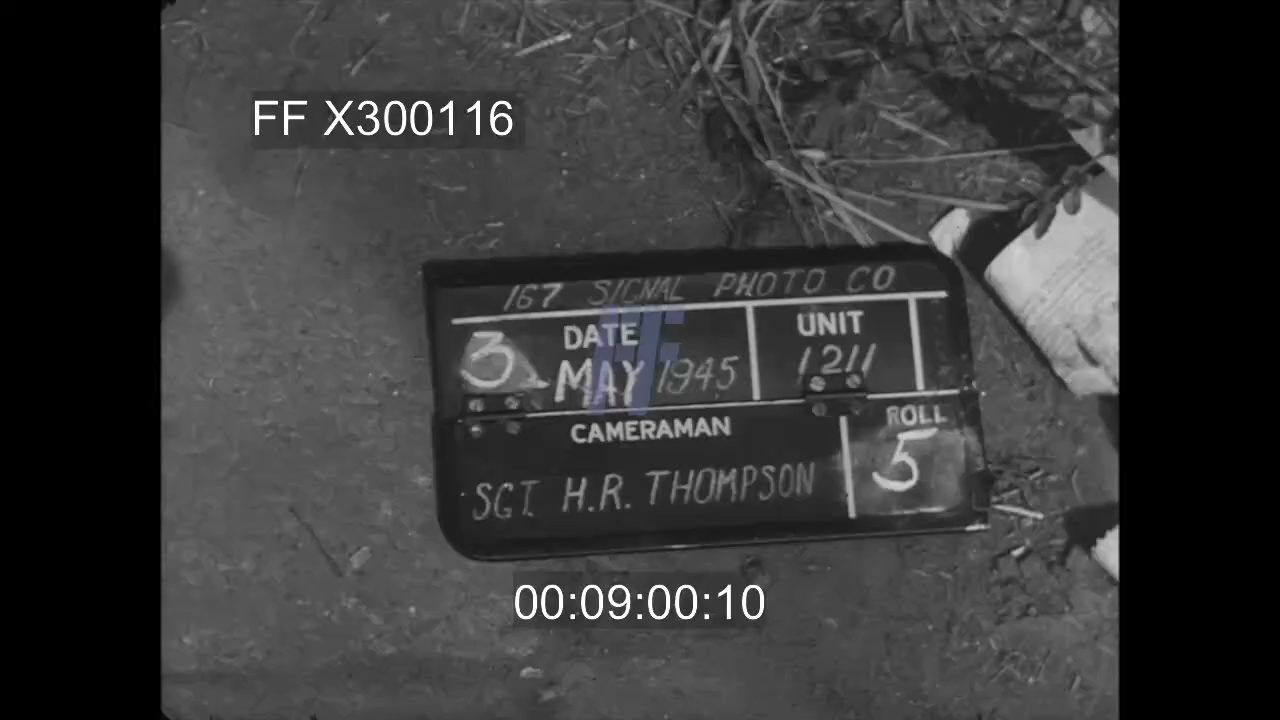 FF X300116
167 SIGNAL PHOTO CO
DATE
UNIT
3 MAY 1945
1211
FF
CAMERAMAN
ROLL
SGT. H.R. THOMPSON
5
00:09:00:10